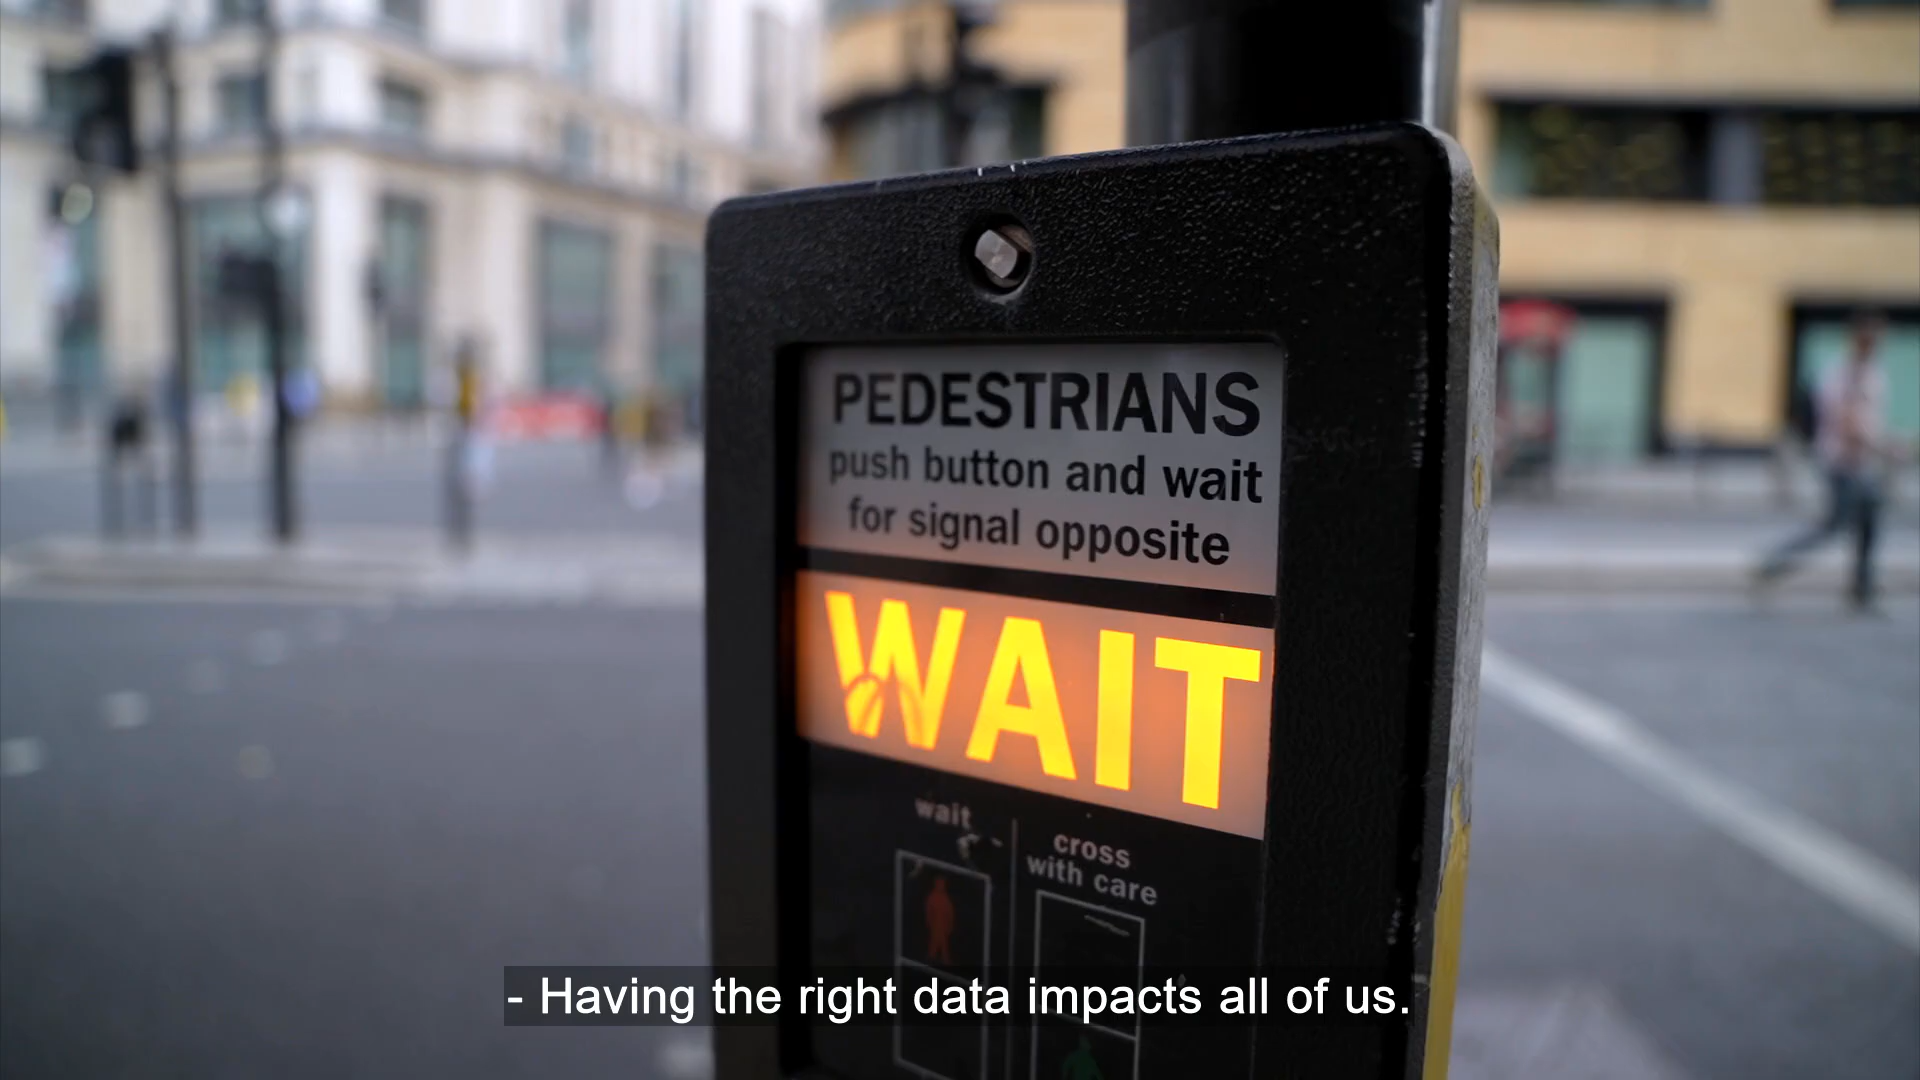 PEDESTRIANS
push button and wait
for signal opposite
WAIT
wait
cross
with care
- Having the right data impacts all of us.